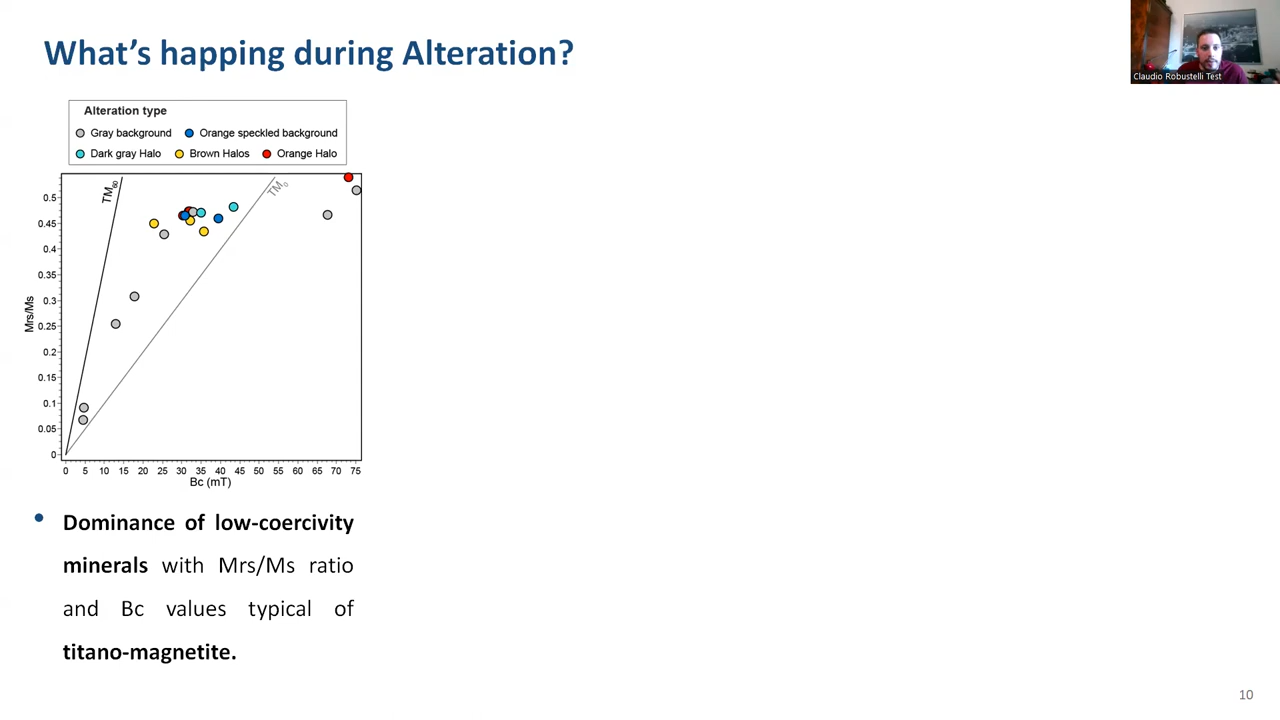 What's happing during Alteration?
Claudio Robustelli Test
Alteration type
Gray background
Orange speckled background
Dark gray Halo
Brown Halos
Orange Halo
TM60
TM0
Mrs/Ms
0.5
0.45
0.4
0.35
0.3
0.25
0.2
0.15
0.1
0.05
0
0 5 10 15 20 25 30 35 40 45 50 55 60 65 70 75
Bc (mT)
• Dominance of low-coercivity
minerals with Mrs/Ms ratio
and Bc values typical of
titano-magnetite.
10